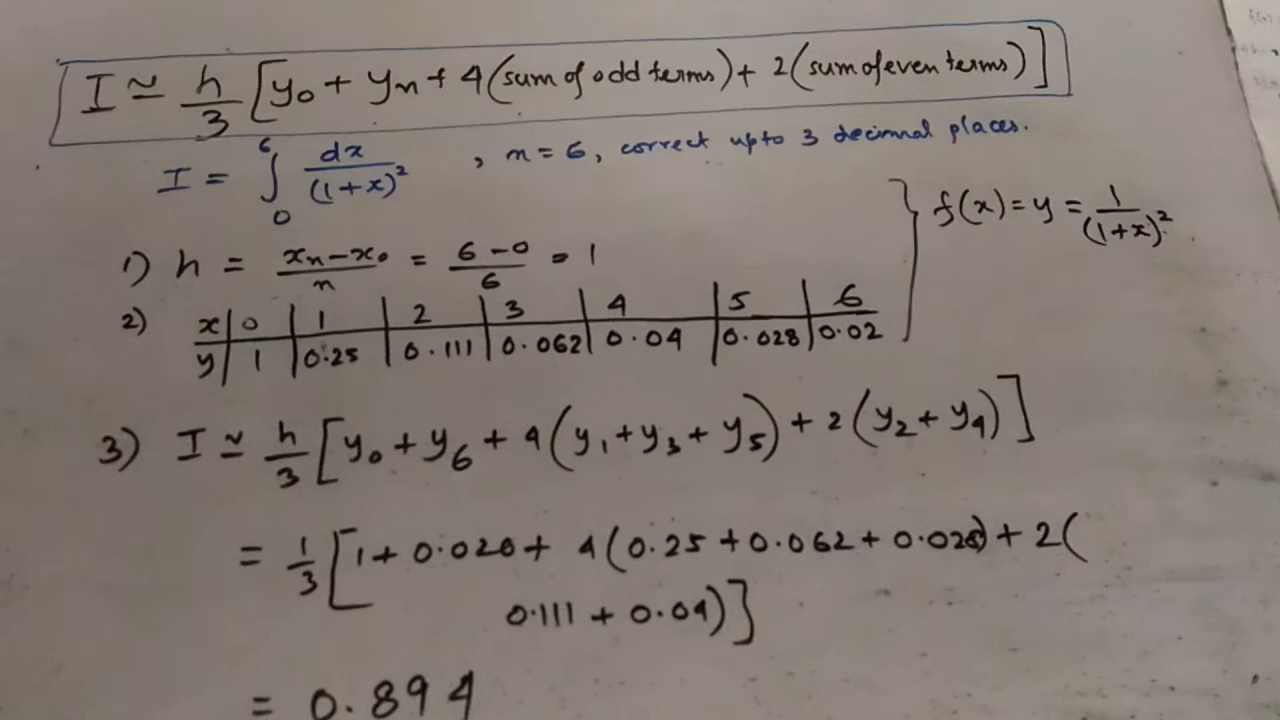 I ≃ h/3 [y₀ + yₙ + 4(sum of odd terms) + 2(sum of even terms)]
I = ∫₀⁶ dx/(1+x)² , n = 6, correct upto 3 decimal places.
f(x) = y = 1/(1+x)²
1) h = (xₙ-x₀)/n = (6-0)/6 = 1
2) x | 0 | 1 | 2 | 3 | 4 | 5 | 6
y | 1 | 0.25 | 0.111 | 0.062 | 0.04 | 0.028 | 0.02
3) I ≃ h/3 [y₀ + y₆ + 4(y₁ + y₃ + y₅) + 2(y₂ + y₄)]
= 1/3 [1 + 0.020 + 4(0.25 + 0.062 + 0.028) + 2(
0.111 + 0.04)]
= 0.894